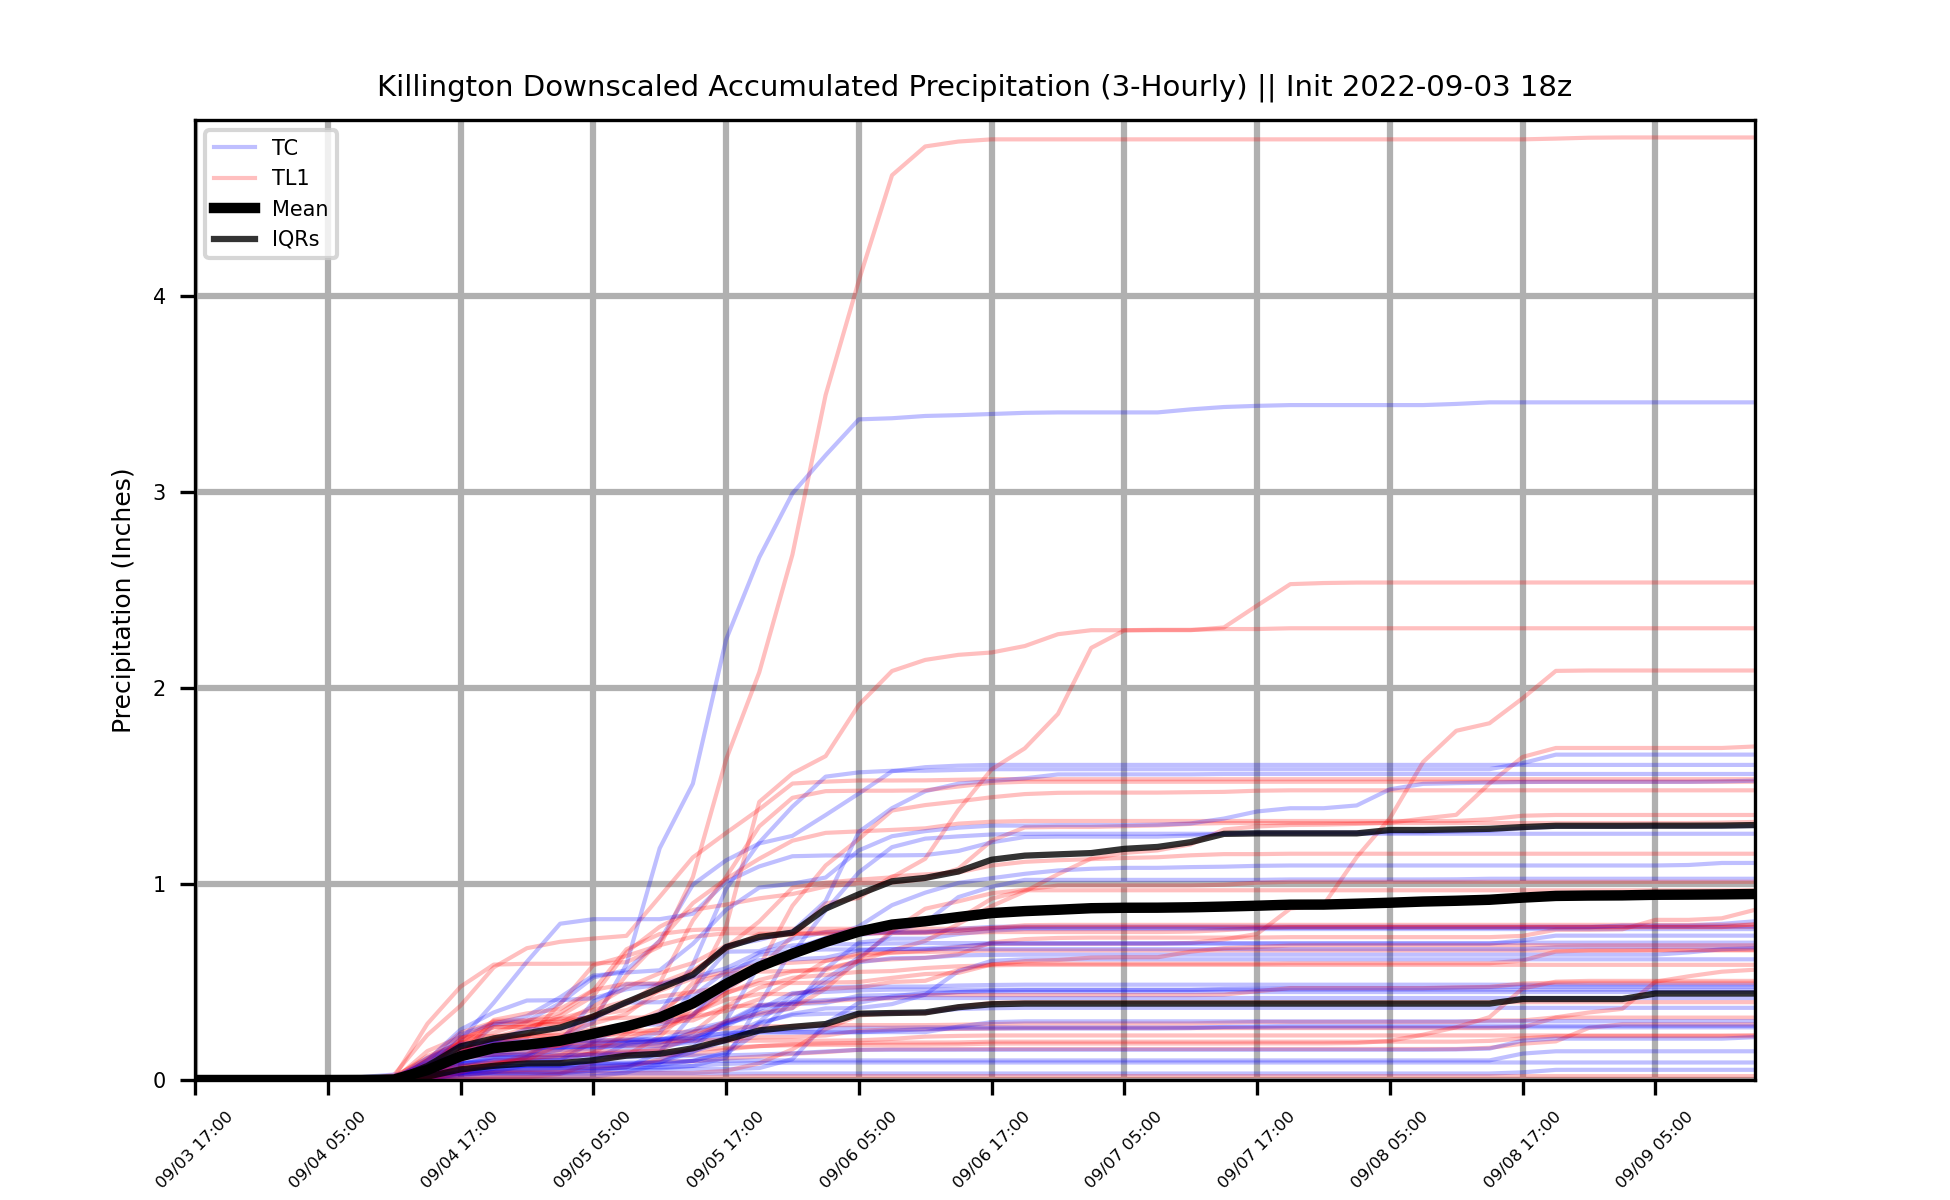 Killington Downscaled Accumulated Precipitation (3-Hourly) || Init 2022-09-03 18z
TC
TL1
Mean
IQRs
Precipitation (Inches)
4
3
2
1
0
09/03 17:00
09/04 05:00
09/04 17:00
09/05 05:00
09/05 17:00
09/06 05:00
09/06 17:00
09/07 05:00
09/07 17:00
09/08 05:00
09/08 17:00
09/09 05:00